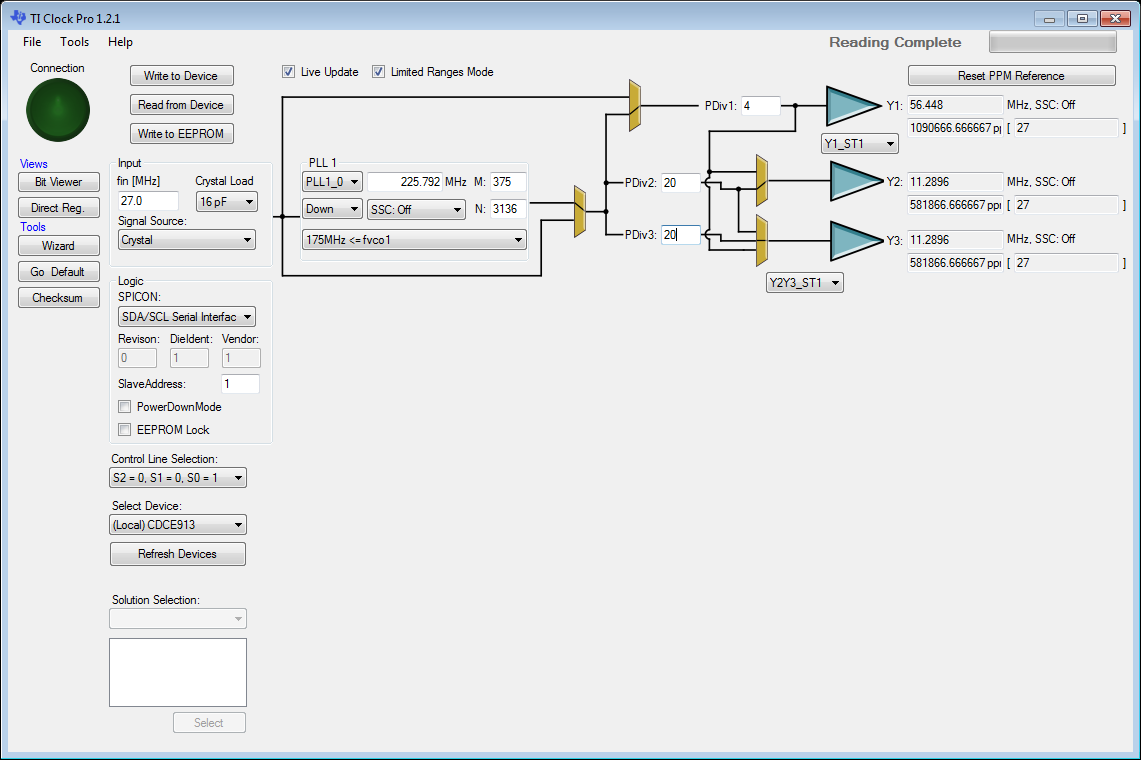 TI Clock Pro 1.2.1
File Tools Help
Reading Complete
Connection
Write to Device
Read from Device
Write to EEPROM
Live Update
Limited Ranges Mode
Reset PPM Reference
Views
Bit Viewer
Direct Reg.
Tools
Wizard
Go Default
Checksum
Input
fin [MHz]
Crystal Load
27.0
16 pF
Signal Source:
Crystal
PLL 1
PLL1_0
225.792 MHz M: 375
Down
SSC: Off
N: 3136
175MHz <= fvco1
PDiv1: 4
PDiv2: 20
PDiv3: 20
Y1: 56.448 MHz, SSC: Off
1090666.666667 p [ 27 ]
Y1_ST1
Y2: 11.2896 MHz, SSC: Off
581866.666667 pp [ 27 ]
Y3: 11.2896 MHz, SSC: Off
581866.666667 pp [ 27 ]
Y2Y3_ST1
Logic
SPICON:
SDA/SCL Serial Interfac
Revison: DieIdent: Vendor:
0 1 1
SlaveAddress: 1
PowerDownMode
EEPROM Lock
Control Line Selection:
S2 = 0, S1 = 0, S0 = 1
Select Device:
(Local) CDCE913
Refresh Devices
Solution Selection:
Select